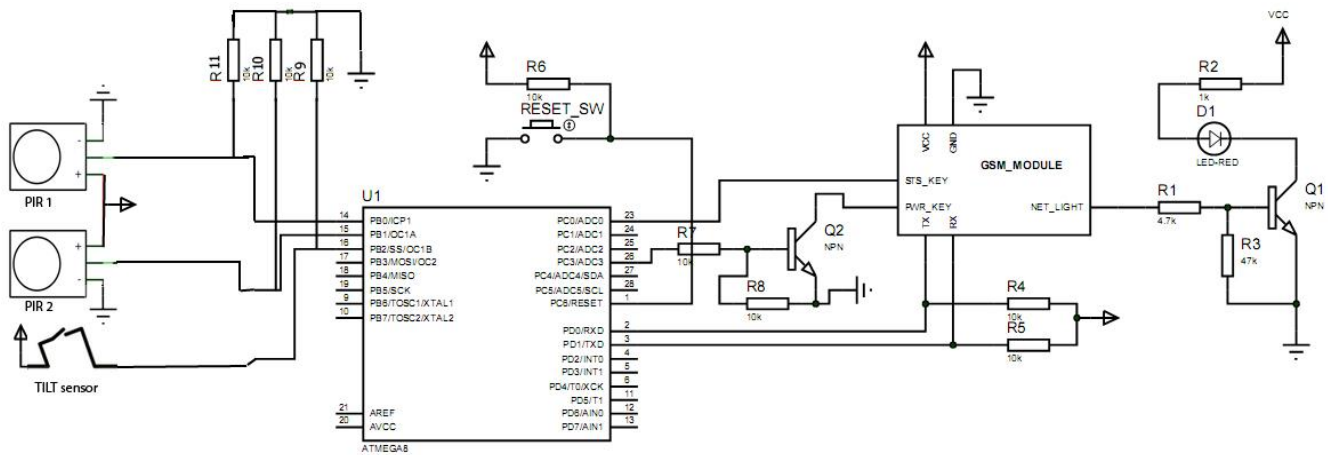 VCC
R11
10k
R10
10k
R9
10k
R6
10k
RESET_SW
R2
1k
D1
LED-RED
PIR 1
PIR 2
TILT sensor
U1
14
PB0/ICP1
15
PB1/OC1A
16
PB2/SS/OC1B
17
PB3/MOSI/OC2
18
PB4/MISO
19
PB5/SCK
9
PB6/TOSC1/XTAL1
10
PB7/TOSC2/XTAL2
21
AREF
20
AVCC
PC0/ADC0
23
PC1/ADC1
24
PC2/ADC2
25
PC3/ADC3
26
PC4/ADC4/SDA
27
PC5/ADC5/SCL
28
PC6/RESET
1
PD0/RXD
2
PD1/TXD
3
PD2/INT0
4
PD3/INT1
5
PD4/T0/XCK
6
PD5/T1
11
PD6/AIN0
12
PD7/AIN1
13
ATMEGA8
R7
10k
Q2
NPN
R8
10k
VCC
GND
GSM_MODULE
STS_KEY
PWR_KEY
TX
RX
NET_LIGHT
R4
10k
R5
10k
R1
4.7k
Q1
NPN
R3
47k